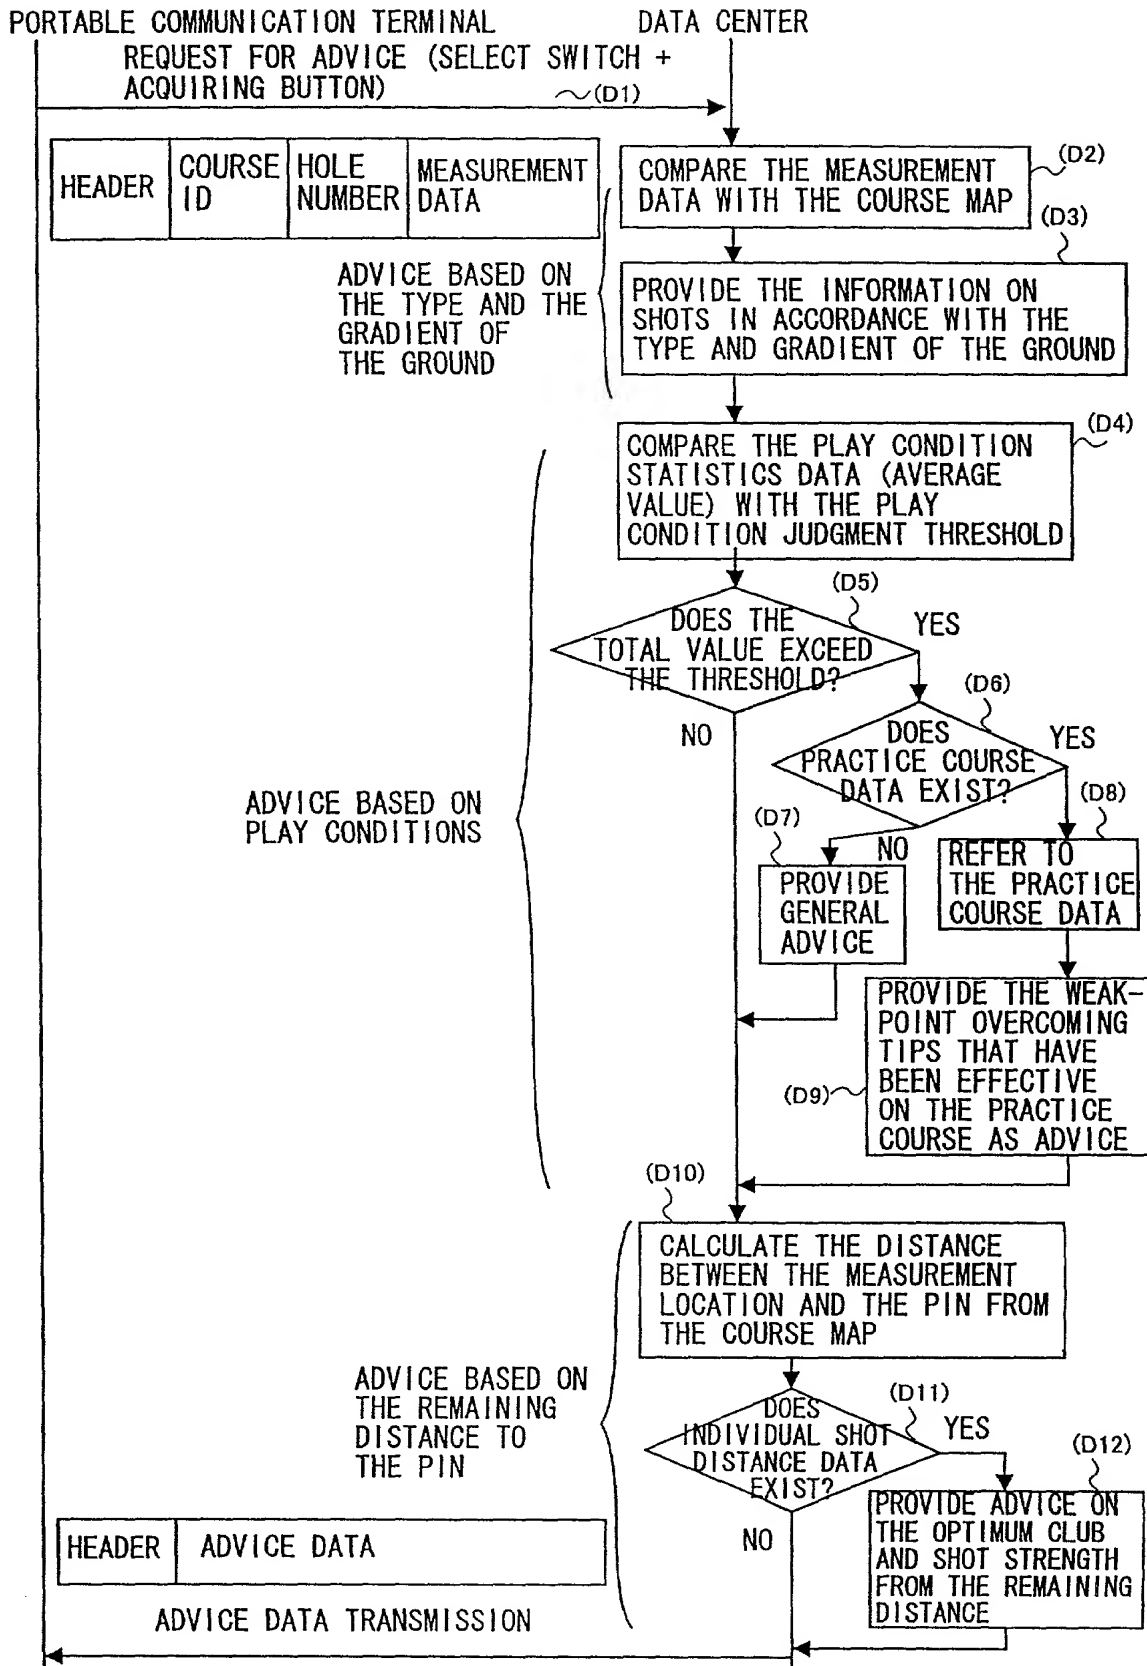 PORTABLE COMMUNICATION TERMINAL
DATA CENTER
REQUEST FOR ADVICE (SELECT SWITCH +
ACQUIRING BUTTON)
(D1)
HEADER
COURSE
ID
HOLE
NUMBER
MEASUREMENT
DATA
(D2)
COMPARE THE MEASUREMENT
DATA WITH THE COURSE MAP
(D3)
ADVICE BASED ON
THE TYPE AND THE
GRADIENT OF
THE GROUND
PROVIDE THE INFORMATION ON
SHOTS IN ACCORDANCE WITH THE
TYPE AND GRADIENT OF THE GROUND
(D4)
COMPARE THE PLAY CONDITION
STATISTICS DATA (AVERAGE
VALUE) WITH THE PLAY
CONDITION JUDGMENT THRESHOLD
(D5)
DOES THE
TOTAL VALUE EXCEED
THE THRESHOLD?
YES
NO
(D6)
DOES
PRACTICE COURSE
DATA EXIST?
YES
NO
ADVICE BASED ON
PLAY CONDITIONS
(D7)
PROVIDE
GENERAL
ADVICE
(D8)
REFER TO
THE PRACTICE
COURSE DATA
(D9)
PROVIDE THE WEAK-
POINT OVERCOMING
TIPS THAT HAVE
BEEN EFFECTIVE
ON THE PRACTICE
COURSE AS ADVICE
(D10)
CALCULATE THE DISTANCE
BETWEEN THE MEASUREMENT
LOCATION AND THE PIN FROM
THE COURSE MAP
ADVICE BASED ON
THE REMAINING
DISTANCE TO
THE PIN
(D11)
DOES
INDIVIDUAL SHOT
DISTANCE DATA
EXIST?
YES
NO
(D12)
PROVIDE ADVICE ON
THE OPTIMUM CLUB
AND SHOT STRENGTH
FROM THE REMAINING
DISTANCE
HEADER
ADVICE DATA
ADVICE DATA TRANSMISSION